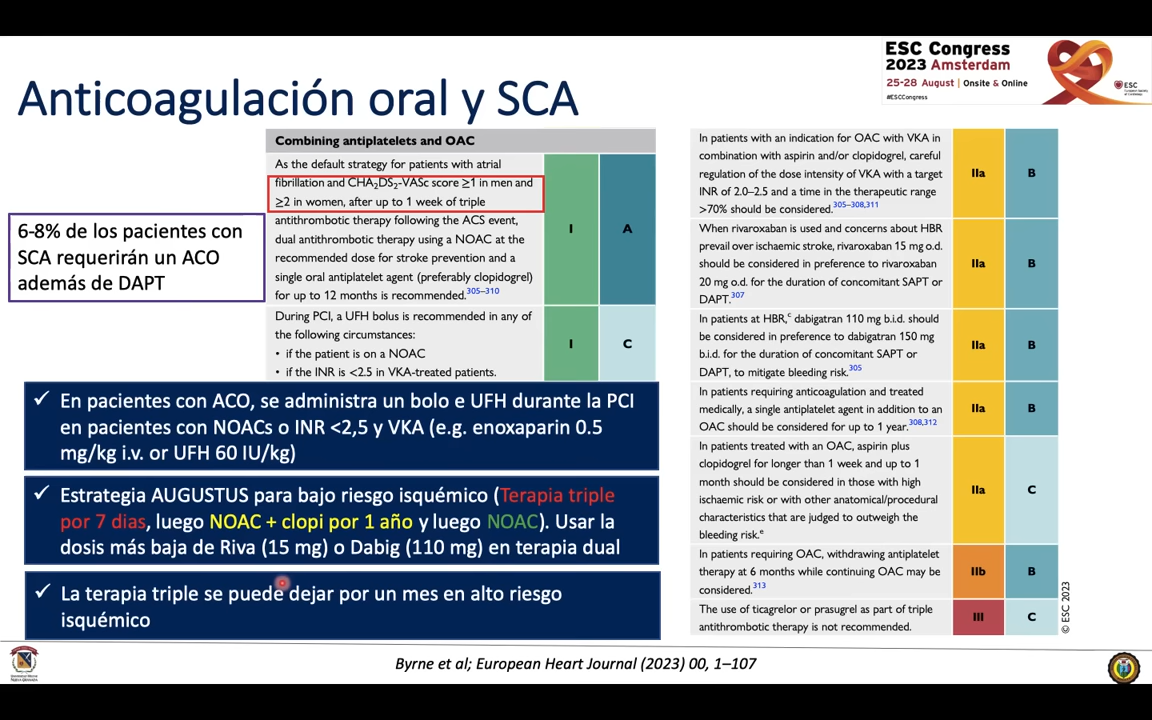 ESC Congress
2023 Amsterdam
25-28 August | Onsite & Online
#ESCCongress
ESC
Anticoagulación oral y SCA
6-8% de los pacientes con
SCA requerirán un ACO
además de DAPT
Combining antiplatelets and OAC
As the default strategy for patients with atrial
fibrillation and CHA₂DS₂-VASc score ≥1 in men and
≥2 in women, after up to 1 week of triple
antithrombotic therapy following the ACS event,
dual antithrombotic therapy using a NOAC at the
recommended dose for stroke prevention and a
single oral antiplatelet agent (preferably clopidogrel)
for up to 12 months is recommended.³⁰⁵⁻³¹⁰
I
A
During PCI, a UFH bolus is recommended in any of
the following circumstances:
• if the patient is on a NOAC
• if the INR is <2.5 in VKA-treated patients.
I
C
✓ En pacientes con ACO, se administra un bolo e UFH durante la PCI
en pacientes con NOACs o INR <2,5 y VKA (e.g. enoxaparin 0.5
mg/kg i.v. or UFH 60 IU/kg)
✓ Estrategia AUGUSTUS para bajo riesgo isquémico (Terapia triple
por 7 dias, luego NOAC + clopi por 1 año y luego NOAC). Usar la
dosis más baja de Riva (15 mg) o Dabig (110 mg) en terapia dual
✓ La terapia triple se puede dejar por un mes en alto riesgo
isquémico
In patients with an indication for OAC with VKA in
combination with aspirin and/or clopidogrel, careful
regulation of the dose intensity of VKA with a target
INR of 2.0–2.5 and a time in the therapeutic range
>70% should be considered.³⁰⁵⁻³⁰⁸,³¹¹
IIa
B
When rivaroxaban is used and concerns about HBR
prevail over ischaemic stroke, rivaroxaban 15 mg o.d.
should be considered in preference to rivaroxaban
20 mg o.d. for the duration of concomitant SAPT or
DAPT.³⁰⁷
IIa
B
In patients at HBR,ᶜ dabigatran 110 mg b.i.d. should
be considered in preference to dabigatran 150 mg
b.i.d. for the duration of concomitant SAPT or
DAPT, to mitigate bleeding risk.³⁰⁵
IIa
B
In patients requiring anticoagulation and treated
medically, a single antiplatelet agent in addition to an
OAC should be considered for up to 1 year.³⁰⁸,³¹²
IIa
B
In patients treated with an OAC, aspirin plus
clopidogrel for longer than 1 week and up to 1
month should be considered in those with high
ischaemic risk or with other anatomical/procedural
characteristics that are judged to outweigh the
bleeding risk.ᵉ
IIa
C
In patients requiring OAC, withdrawing antiplatelet
therapy at 6 months while continuing OAC may be
considered.³¹³
IIb
B
The use of ticagrelor or prasugrel as part of triple
antithrombotic therapy is not recommended.
III
C
© ESC 2023
Byrne et al; European Heart Journal (2023) 00, 1–107